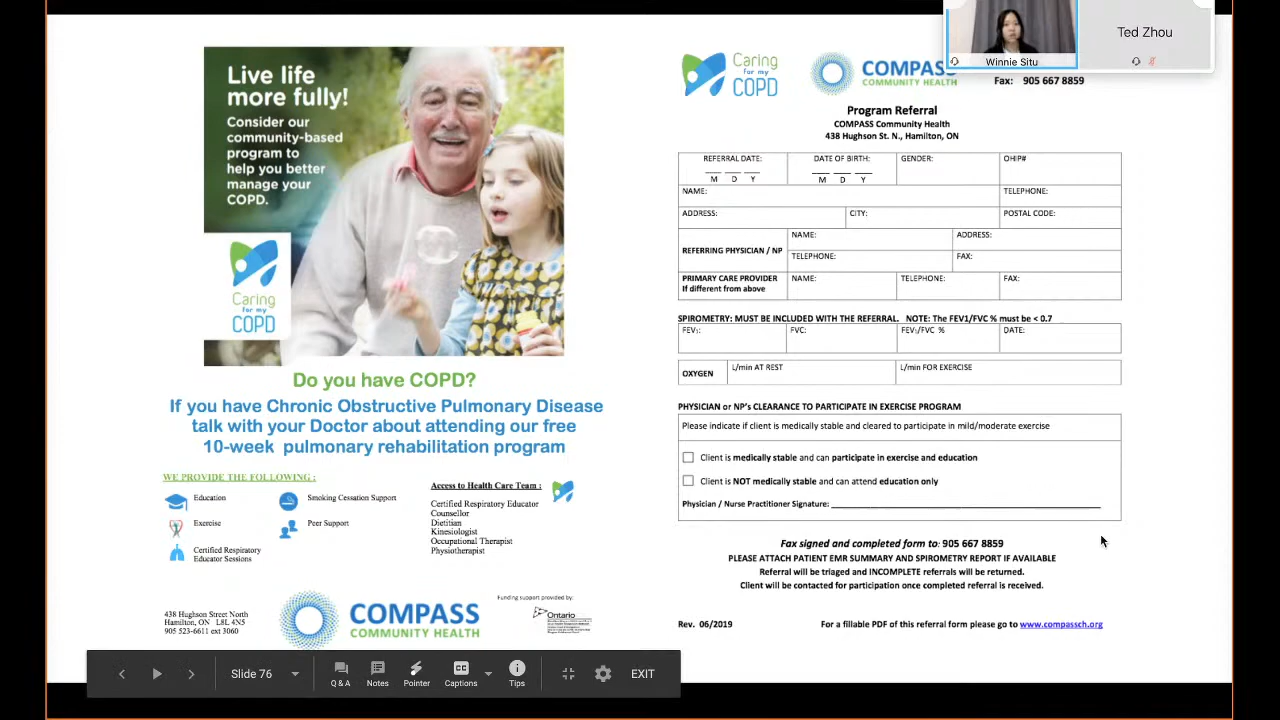 Live life
more fully!
Consider our
community-based
program to
help you better
manage your
COPD.
Caring
for my
COPD
Do you have COPD?
If you have Chronic Obstructive Pulmonary Disease
talk with your Doctor about attending our free
10-week pulmonary rehabilitation program
WE PROVIDE THE FOLLOWING :
Education
Smoking Cessation Support
Exercise
Peer Support
Certified Respiratory
Educator Sessions
Access to Health Care Team :
Certified Respiratory Educator
Counsellor
Dietitian
Kinesiologist
Occupational Therapist
Physiotherapist
438 Hughson Street North
Hamilton, ON L8L 4N5
905 523-6611 ext 3060
COMPASS
COMMUNITY HEALTH
Funding support provided by:
Ontario
Caring
for my
COPD
COMPASS
COMMUNITY HEALTH
Fax: 905 667 8859
Winnie Situ
Ted Zhou
Program Referral
COMPASS Community Health
438 Hughson St. N., Hamilton, ON
REFERRAL DATE: DATE OF BIRTH: GENDER: OHIP#
M D Y M D Y
NAME: TELEPHONE:
ADDRESS: CITY: POSTAL CODE:
REFERRING PHYSICIAN / NP
NAME: ADDRESS:
TELEPHONE: FAX:
PRIMARY CARE PROVIDER
If different from above
NAME: TELEPHONE: FAX:
SPIROMETRY: MUST BE INCLUDED WITH THE REFERRAL. NOTE: The FEV1/FVC % must be < 0.7
FEV₁: FVC: FEV₁/FVC % DATE:
OXYGEN L/min AT REST L/min FOR EXERCISE
PHYSICIAN or NP's CLEARANCE TO PARTICIPATE IN EXERCISE PROGRAM
Please indicate if client is medically stable and cleared to participate in mild/moderate exercise
Client is medically stable and can participate in exercise and education
Client is NOT medically stable and can attend education only
Physician / Nurse Practitioner Signature:
Fax signed and completed form to: 905 667 8859
PLEASE ATTACH PATIENT EMR SUMMARY AND SPIROMETRY REPORT IF AVAILABLE
Referral will be triaged and INCOMPLETE referrals will be returned.
Client will be contacted for participation once completed referral is received.
Rev. 06/2019 For a fillable PDF of this referral form please go to www.compassch.org
Slide 76
Q & A Notes Pointer Captions Tips EXIT
CC